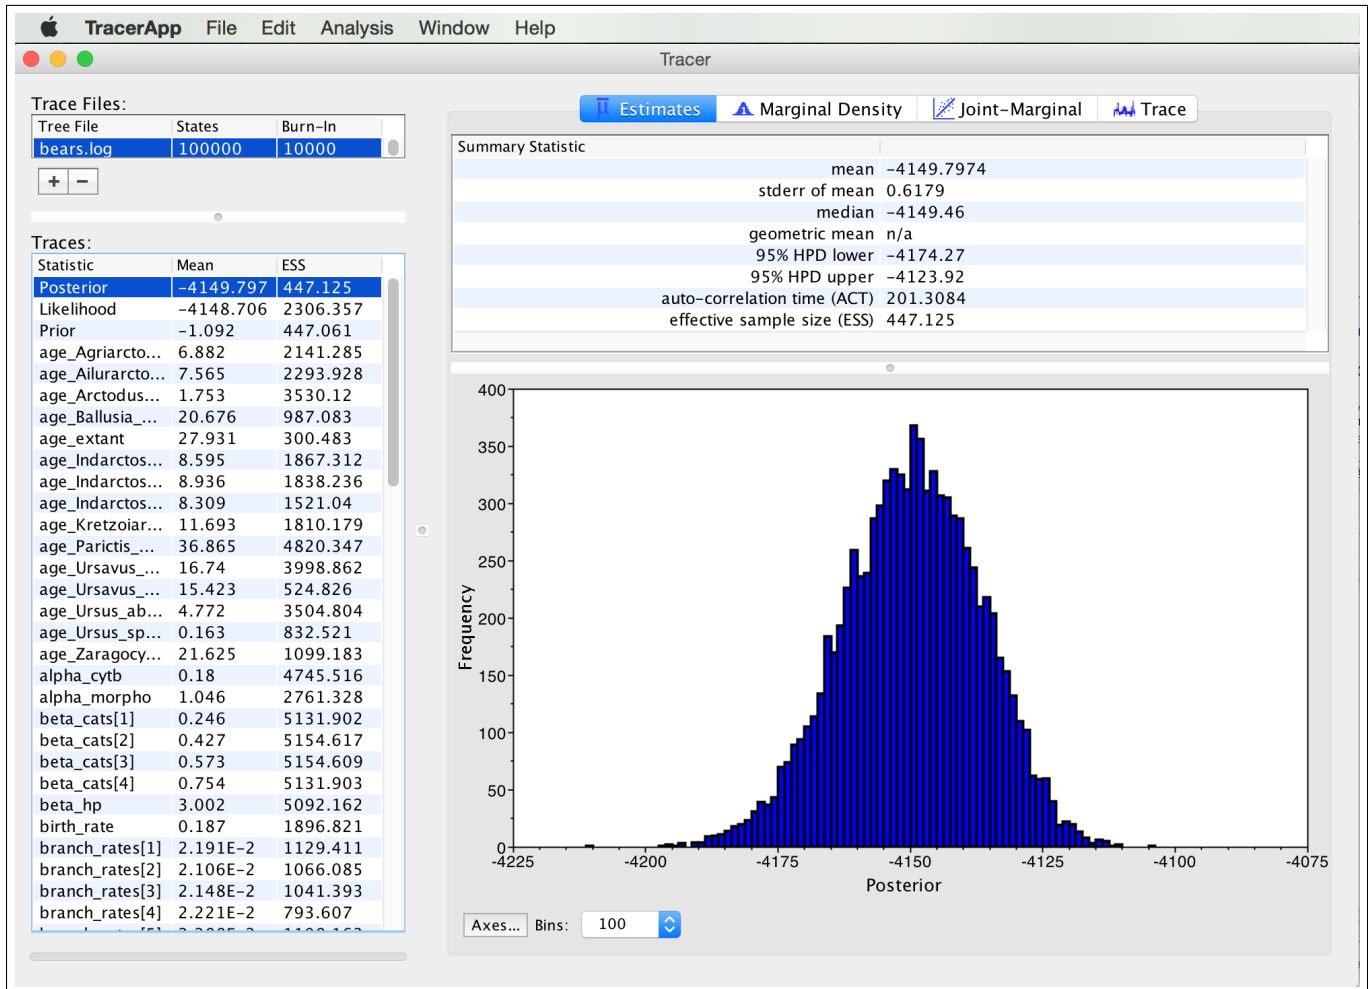 TracerApp File Edit Analysis Window Help
Tracer
Trace Files:
Tree File States Burn-In
bears.log 100000 10000
+ −
Traces:
Statistic Mean ESS
Posterior -4149.797 447.125
Likelihood -4148.706 2306.357
Prior -1.092 447.061
age_Agriarcto... 6.882 2141.285
age_Ailurarcto... 7.565 2293.928
age_Arctodus... 1.753 3530.12
age_Ballusia_... 20.676 987.083
age_extant 27.931 300.483
age_Indarctos... 8.595 1867.312
age_Indarctos... 8.936 1838.236
age_Indarctos... 8.309 1521.04
age_Kretzoiar... 11.693 1810.179
age_Parictis_... 36.865 4820.347
age_Ursavus_... 16.74 3998.862
age_Ursavus_... 15.423 524.826
age_Ursus_ab... 4.772 3504.804
age_Ursus_sp... 0.163 832.521
age_Zaragocy... 21.625 1099.183
alpha_cytb 0.18 4745.516
alpha_morpho 1.046 2761.328
beta_cats[1] 0.246 5131.902
beta_cats[2] 0.427 5154.617
beta_cats[3] 0.573 5154.609
beta_cats[4] 0.754 5131.903
beta_hp 3.002 5092.162
birth_rate 0.187 1896.821
branch_rates[1] 2.191E-2 1129.411
branch_rates[2] 2.106E-2 1066.085
branch_rates[3] 2.148E-2 1041.393
branch_rates[4] 2.221E-2 793.607
Estimates Marginal Density Joint-Marginal Trace
Summary Statistic
mean -4149.7974
stderr of mean 0.6179
median -4149.46
geometric mean n/a
95% HPD lower -4174.27
95% HPD upper -4123.92
auto-correlation time (ACT) 201.3084
effective sample size (ESS) 447.125
400
350
300
250
200
150
100
50
0
Frequency
-4225 -4200 -4175 -4150 -4125 -4100 -4075
Posterior
Axes... Bins: 100